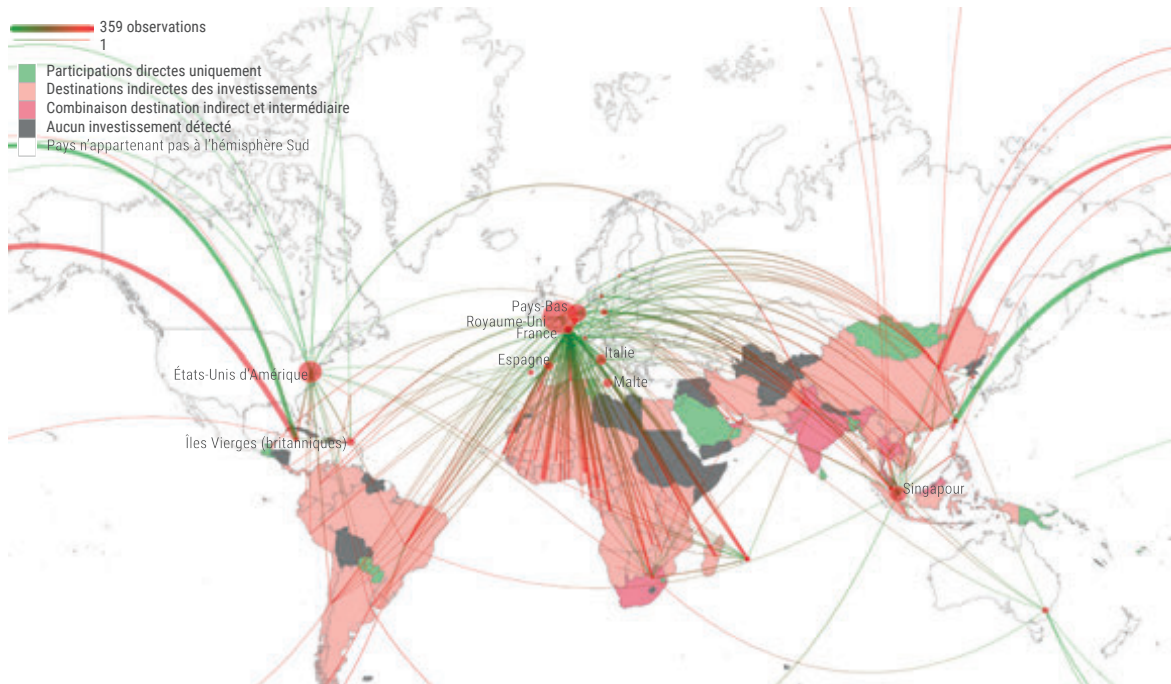 359 observations
1
Participations directes uniquement
Destinations indirectes des investissements
Combinaison destination indirect et intermédiaire
Aucun investissement détecté
Pays n'appartenant pas à l'hémisphère Sud
Pays-Bas
Royaume-Uni
France
Espagne
Italie
Malte
États-Unis d'Amérique
Îles Vierges (britanniques)
Singapour